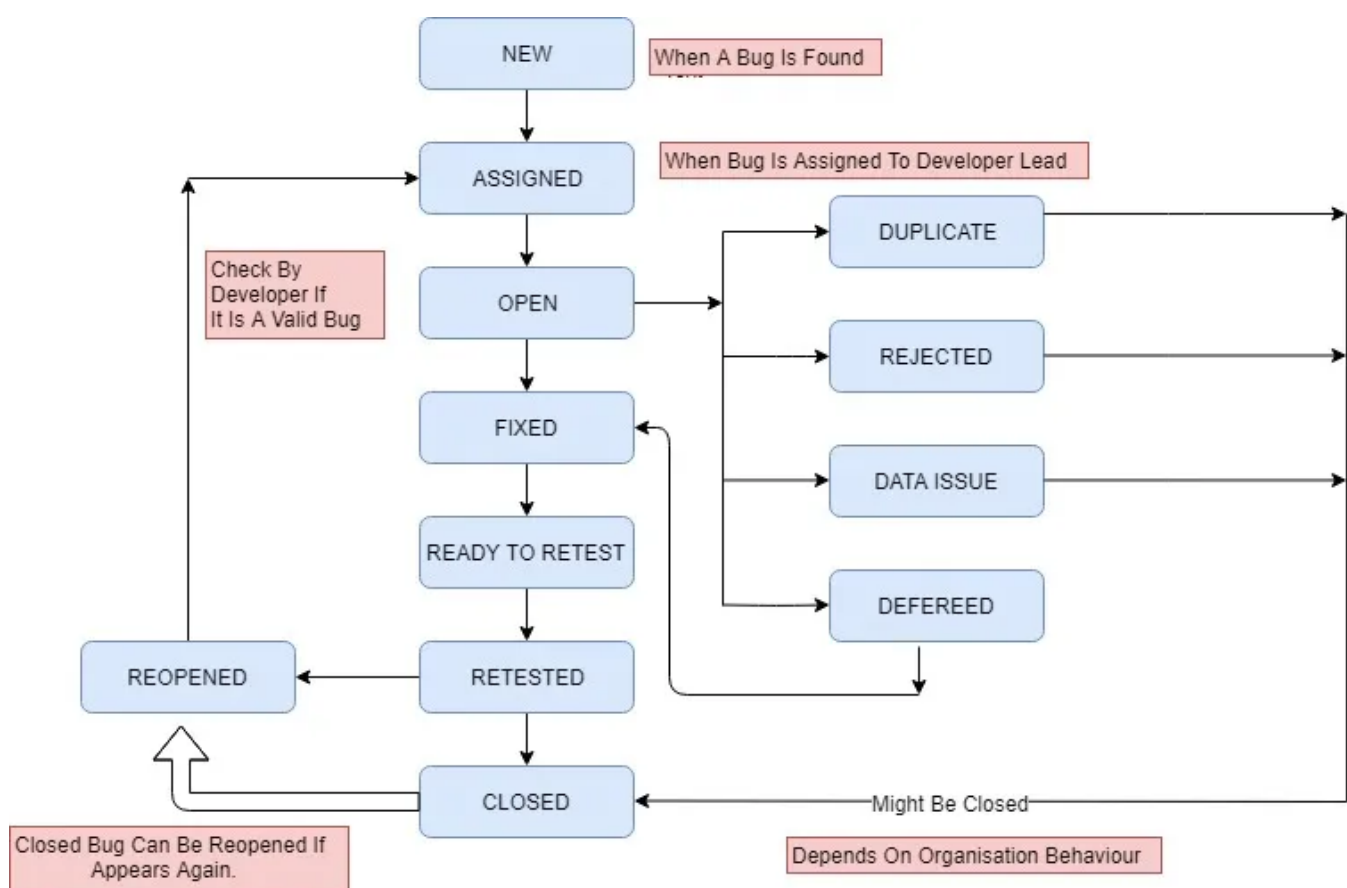 NEW
When A Bug Is Found
ASSIGNED
When Bug Is Assigned To Developer Lead
DUPLICATE
Check By
Developer If
It Is A Valid Bug
OPEN
REJECTED
FIXED
DATA ISSUE
READY TO RETEST
DEFEREED
REOPENED
RETESTED
CLOSED
Might Be Closed
Closed Bug Can Be Reopened If
Appears Again.
Depends On Organisation Behaviour